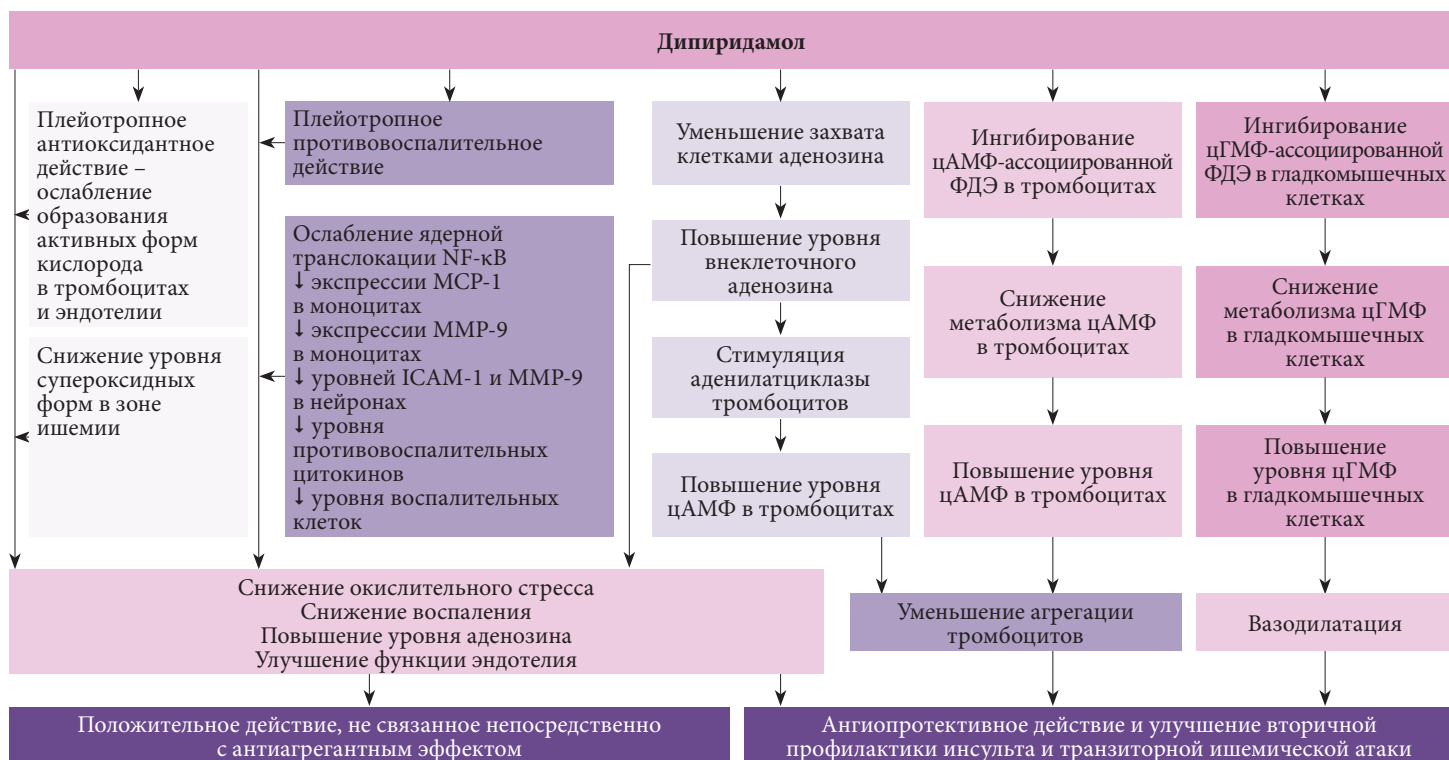 Дипиридамол
Плейотропное
антиоксидантное
действие –
ослабление
образования
активных форм
кислорода
в тромбоцитах
и эндотелии
Снижение уровня
супероксидных
форм в зоне
ишемии
Плейотропное
противовоспалительное
действие
Ослабление ядерной
транслокации NF-κB
↓ экспрессии MCP-1
в моноцитах
↓ экспрессии MMP-9
в моноцитах
↓ уровней ICAM-1 и MMP-9
в нейронах
↓ уровня
противовоспалительных
цитокинов
↓ уровня воспалительных
клеток
Уменьшение захвата
клетками аденозина
Повышение уровня
внеклеточного
аденозина
Стимуляция
аденилатциклазы
тромбоцитов
Повышение уровня
цАМФ в тромбоцитах
Ингибирование
цАМФ-ассоциированной
ФДЭ в тромбоцитах
Снижение
метаболизма цАМФ
в тромбоцитах
Повышение уровня
цАМФ в тромбоцитах
Ингибирование
цГМФ-ассоциированной
ФДЭ в гладкомышечных
клетках
Снижение
метаболизма цГМФ
в гладкомышечных
клетках
Повышение
уровня цГМФ
в гладкомышечных
клетках
Снижение окислительного стресса
Снижение воспаления
Повышение уровня аденозина
Улучшение функции эндотелия
Уменьшение агрегации
тромбоцитов
Вазодилатация
Положительное действие, не связанное непосредственно
с антиагрегантным эффектом
Ангиопротективное действие и улучшение вторичной
профилактики инсульта и транзиторной ишемической атаки